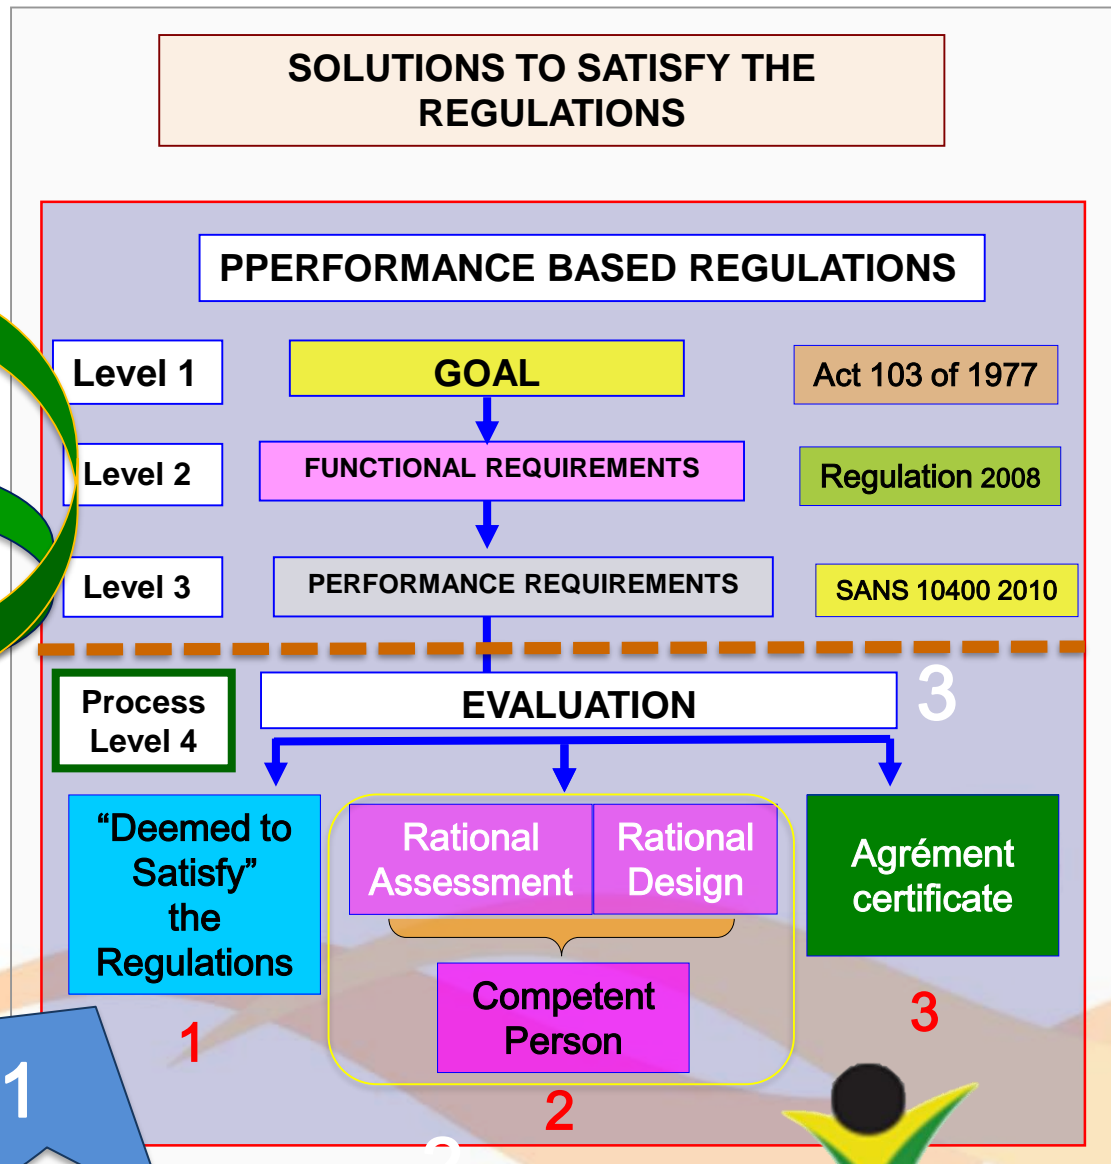 SOLUTIONS TO SATISFY THE
REGULATIONS
PPERFORMANCE BASED REGULATIONS
Level 1
GOAL
Act 103 of 1977
Level 2
FUNCTIONAL REQUIREMENTS
Regulation 2008
Level 3
PERFORMANCE REQUIREMENTS
SANS 10400 2010
Process
Level 4
EVALUATION
3
“Deemed to
Satisfy”
the
Regulations
Rational
Assessment
Rational
Design
Agrément
certificate
Competent
Person
1
2
3
1